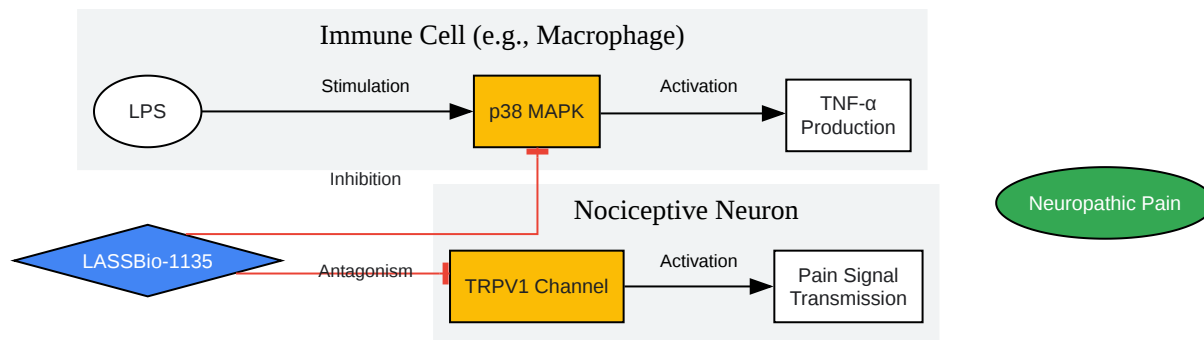 Immune Cell (e.g., Macrophage)
LPS
Stimulation
p38 MAPK
Activation
TNF-α
Production
Inhibition
Neuropathic Pain
Nociceptive Neuron
LASSBio-1135
Antagonism
TRPV1 Channel
Activation
Pain Signal
Transmission